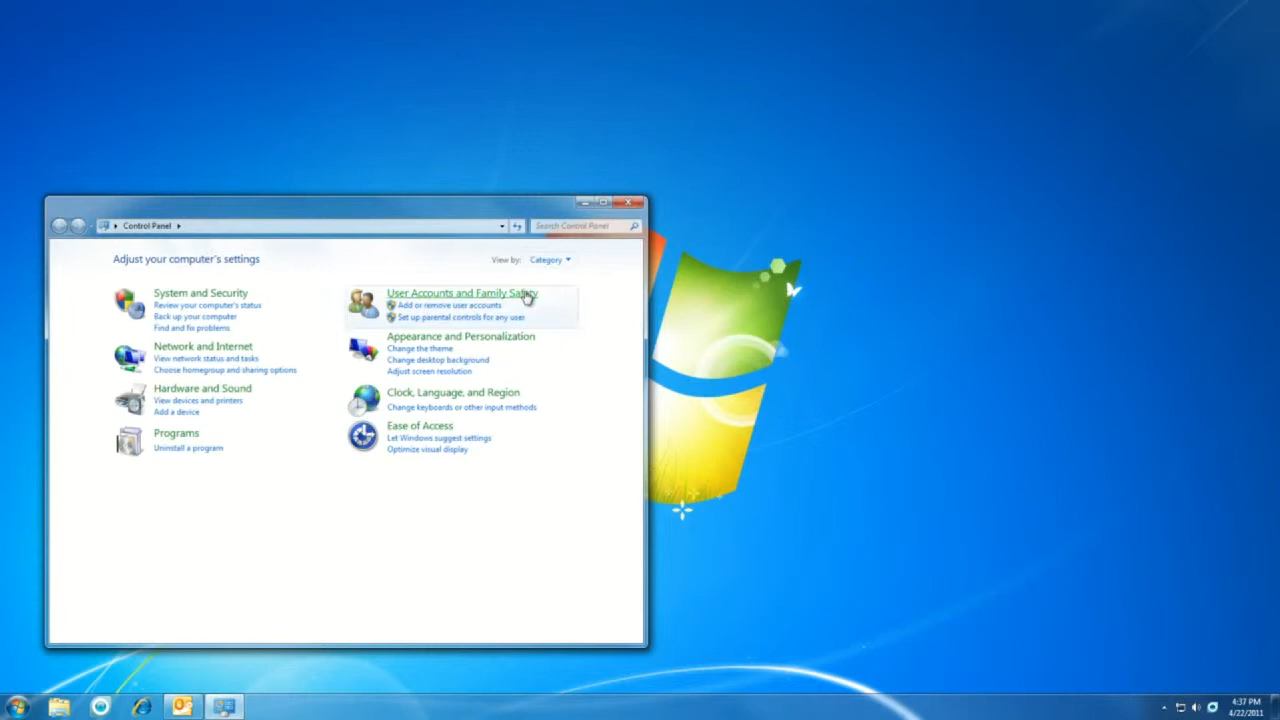 Control Panel
Search Control Panel
Adjust your computer's settings
View by: Category
System and Security
Review your computer's status
Back up your computer
Find and fix problems
Network and Internet
View network status and tasks
Choose homegroup and sharing options
Hardware and Sound
View devices and printers
Add a device
Programs
Uninstall a program
User Accounts and Family Safety
Add or remove user accounts
Set up parental controls for any user
Appearance and Personalization
Change the theme
Change desktop background
Adjust screen resolution
Clock, Language, and Region
Change keyboards or other input methods
Ease of Access
Let Windows suggest settings
Optimize visual display
4:37 PM
4/22/2011